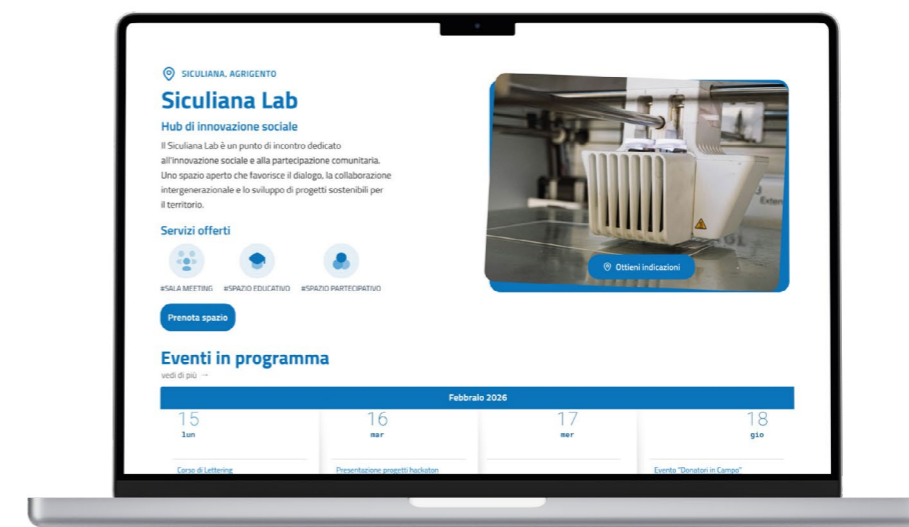 SICULIANA, AGRIGENTO
Siculiana Lab
Hub di innovazione sociale
Il Siculiana Lab è un punto di incontro dedicato
all'innovazione sociale e alla partecipazione comunitaria.
Uno spazio aperto che favorisce il dialogo, la collaborazione
intergenerazionale e lo sviluppo di progetti sostenibili per
il territorio.
Servizi offerti
#SALA MEETING #SPAZIO EDUCATIVO #SPAZIO PARTECIPATIVO
Prenota spazio
Ottieni indicazioni
Eventi in programma
vedi di più →
Febbraio 2026
15 16 17 18
lun mar mer gio
Corso di Lettering Presentazione progetti hackaton Evento "Donatori in Campo"